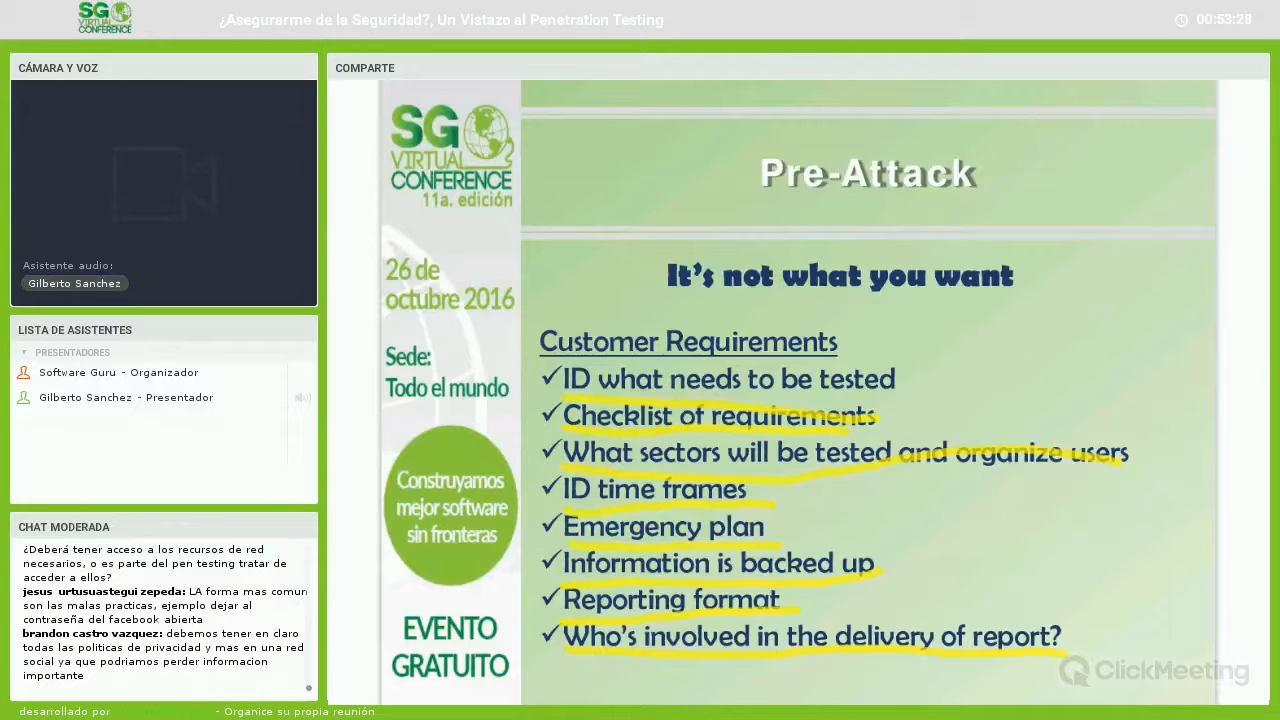 SG
VIRTUAL
CONFERENCE
¿Asegurarme de la Seguridad?, Un Vistazo al Penetration Testing
00:53:28
CÁMARA Y VOZ
Asistente audio:
Gilberto Sanchez
LISTA DE ASISTENTES
PRESENTADORES
Software Guru - Organizador
Gilberto Sanchez - Presentador
CHAT MODERADA
¿Deberá tener acceso a los recursos de red
necesarios, o es parte del pen testing tratar de
acceder a ellos?
jesus urtusuastegui zepeda: LA forma mas comun
son las malas practicas, ejemplo dejar al
contraseña del facebook abierta
brandon castro vazquez: debemos tener en claro
todas las politicas de privacidad y mas en una red
social ya que podriamos perder informacion
importante
COMPARTE
SG
VIRTUAL
CONFERENCE
11a. edición
26 de
octubre 2016
Sede:
Todo el mundo
Construyamos
mejor software
sin fronteras
EVENTO
GRATUITO
Pre-Attack
It's not what you want
Customer Requirements
✓ID what needs to be tested
✓Checklist of requirements
✓What sectors will be tested and organize users
✓ID time frames
✓Emergency plan
✓Information is backed up
✓Reporting format
✓Who's involved in the delivery of report?
ClickMeeting
desarrollado por
- Organice su propia reunión